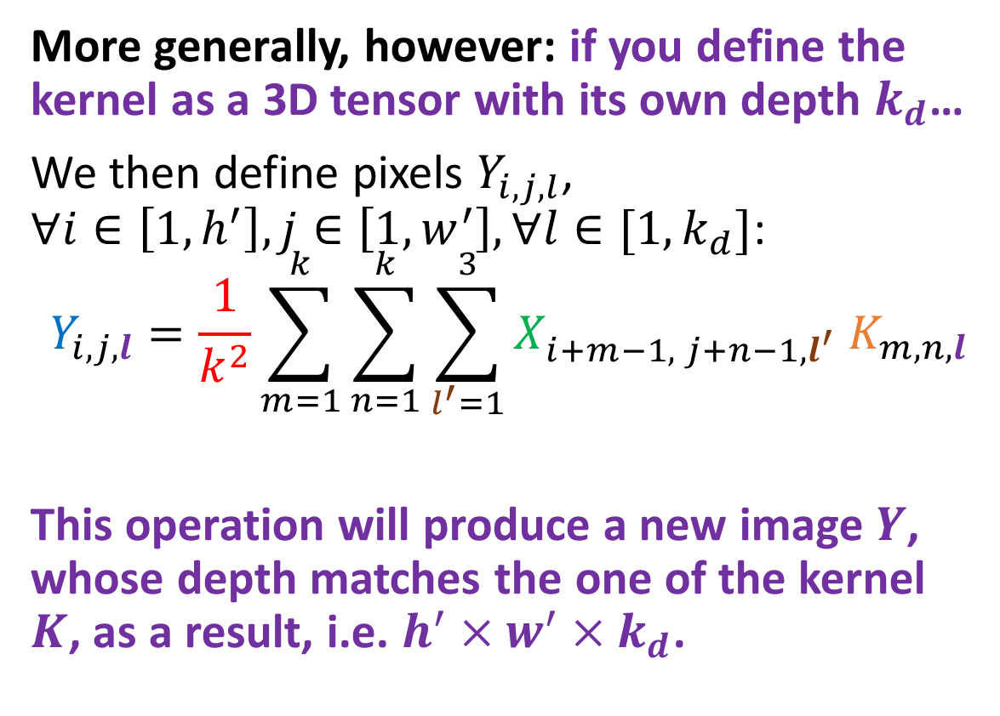 More generally, however: if you define the
kernel as a 3D tensor with its own depth $k_d$…
We then define pixels $Y_{i,j,l}$,
$\forall i \in [1, h'], j \in [1, w'], \forall l \in [1, k_d]$:
$Y_{i,j,l} = \frac{1}{k^2} \sum_{m=1}^{k} \sum_{n=1}^{k} \sum_{l'=1}^{3} X_{i+m-1,\, j+n-1, l'} \, K_{m,n,l}$
This operation will produce a new image $Y$,
whose depth matches the one of the kernel
$K$, as a result, i.e. $h' \times w' \times k_d$.